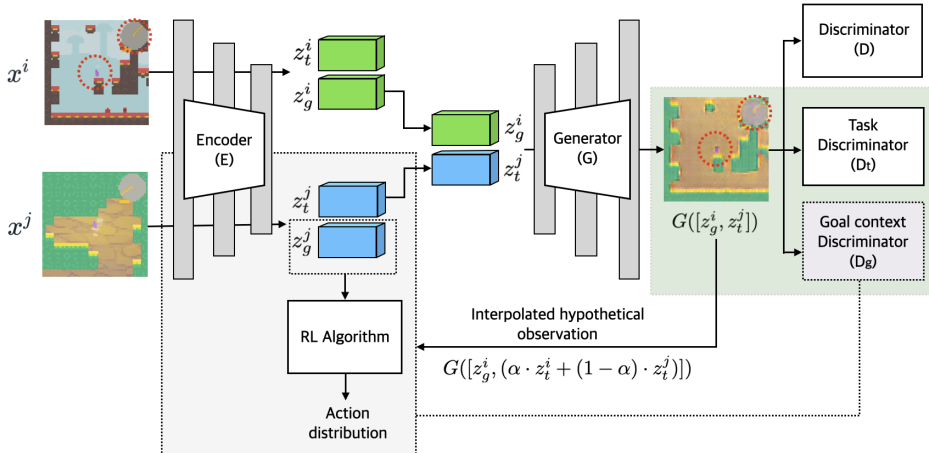 x^i
z_t^i
z_g^i
Encoder
(E)
z_g^i
z_t^j
Generator
(G)
Discriminator
(D)
Task
Discriminator
(Dt)
Goal context
Discriminator
(Dg)
G([z_g^i, z_t^j])
x^j
z_t^j
z_g^j
RL Algorithm
Action
distribution
Interpolated hypothetical
observation
G([z_g^i, (α · z_t^i + (1 − α) · z_t^j)])